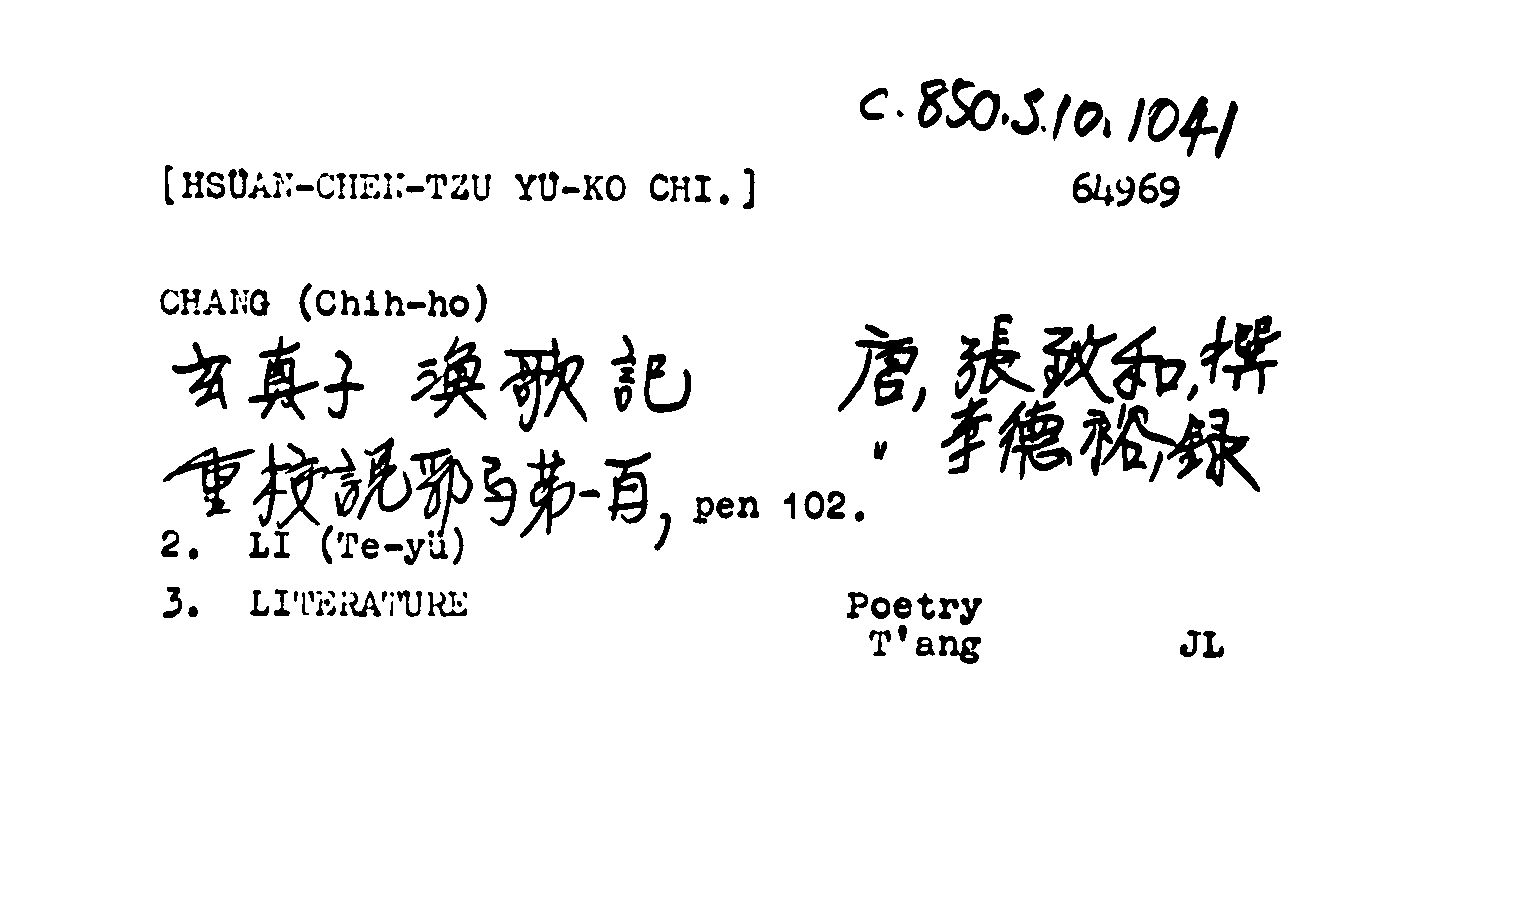 C.850.S.10.1041
[HSÜAN-CHEN-TZU YÜ-KO CHI.] 64969
CHANG (Chih-ho)
玄真子 漁歌記 唐,張致和,撰
〃 李德裕,録
重校説郛弓第一百, pen 102.
2. LI (Te-yü)
3. LITERATURE Poetry
T'ang JL